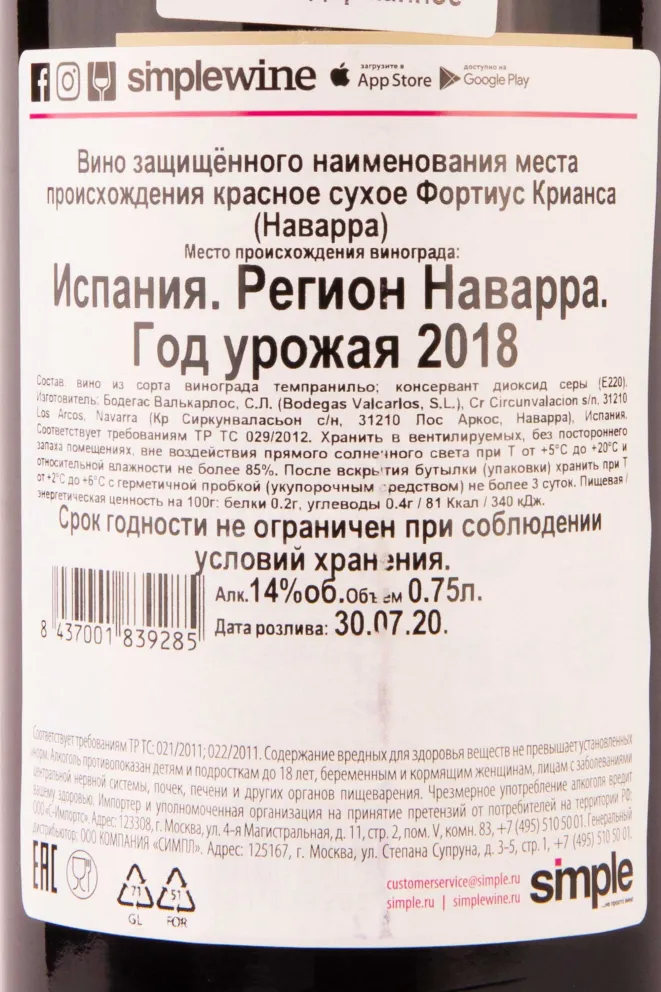 simplewine загрузите в App Store доступно на Google Play
Вино защищённого наименования места
происхождения красное сухое Фортиус Крианса
(Наварра)
Место происхождения винограда:
Испания. Регион Наварра.
Год урожая 2018
Состав: вино из сорта винограда темпранильо; консервант диоксид серы (Е220).
Изготовитель: Бодегас Валькарлос, С.Л. (Bodegas Valcarlos, S.L.), Cr Circunvalacion s/n, 31210
Los Arcos, Navarra (Кр Сиркунваласьон с/н, 31210 Лос Аркос, Наварра), Испания.
Соответствует требованиям ТР ТС 029/2012. Хранить в вентилируемых, без постороннего
запаха помещениях, вне воздействия прямого солнечного света при Т от +5°С до +20°С и
относительной влажности не более 85%. После вскрытия бутылки (упаковки) хранить при Т
от +2°С до +6°С с герметичной пробкой (укупорочным средством) не более 3 суток. Пищевая /
энергетическая ценность на 100г: белки 0.2г, углеводы 0.4г / 81 Ккал / 340 кДж.
Срок годности не ограничен при соблюдении
условий хранения.
Алк. 14%об. Объем 0.75л.
Дата розлива: 30.07.20.
8 437001 839285
Соответствует требованиям ТР ТС: 021/2011; 022/2011. Содержание вредных для здоровья веществ не превышает установленных
норм. Алкоголь противопоказан детям и подросткам до 18 лет, беременным и кормящим женщинам, лицам с заболеваниями
центральной нервной системы, почек, печени и других органов пищеварения. Чрезмерное употребление алкоголя вредит
Вашему здоровью. Импортер и уполномоченная организация на принятие претензий от потребителей на территории РФ:
ООО «С-Импорт». Адрес: 123308, г. Москва, ул. 4-я Магистральная, д. 11, стр. 2, пом. V, комн. 83, +7 (495) 510 50 01. Генеральный
дистрибьютор: ООО КОМПАНИЯ «СИМПЛ». Адрес: 125167, г. Москва, ул. Степана Супруна, д. 3-5, стр. 1, +7 (495) 510 50 01.
EAC
71 51
GL FOR
customerservice@simple.ru
simple.ru | simplewine.ru
simple
...не просто вино